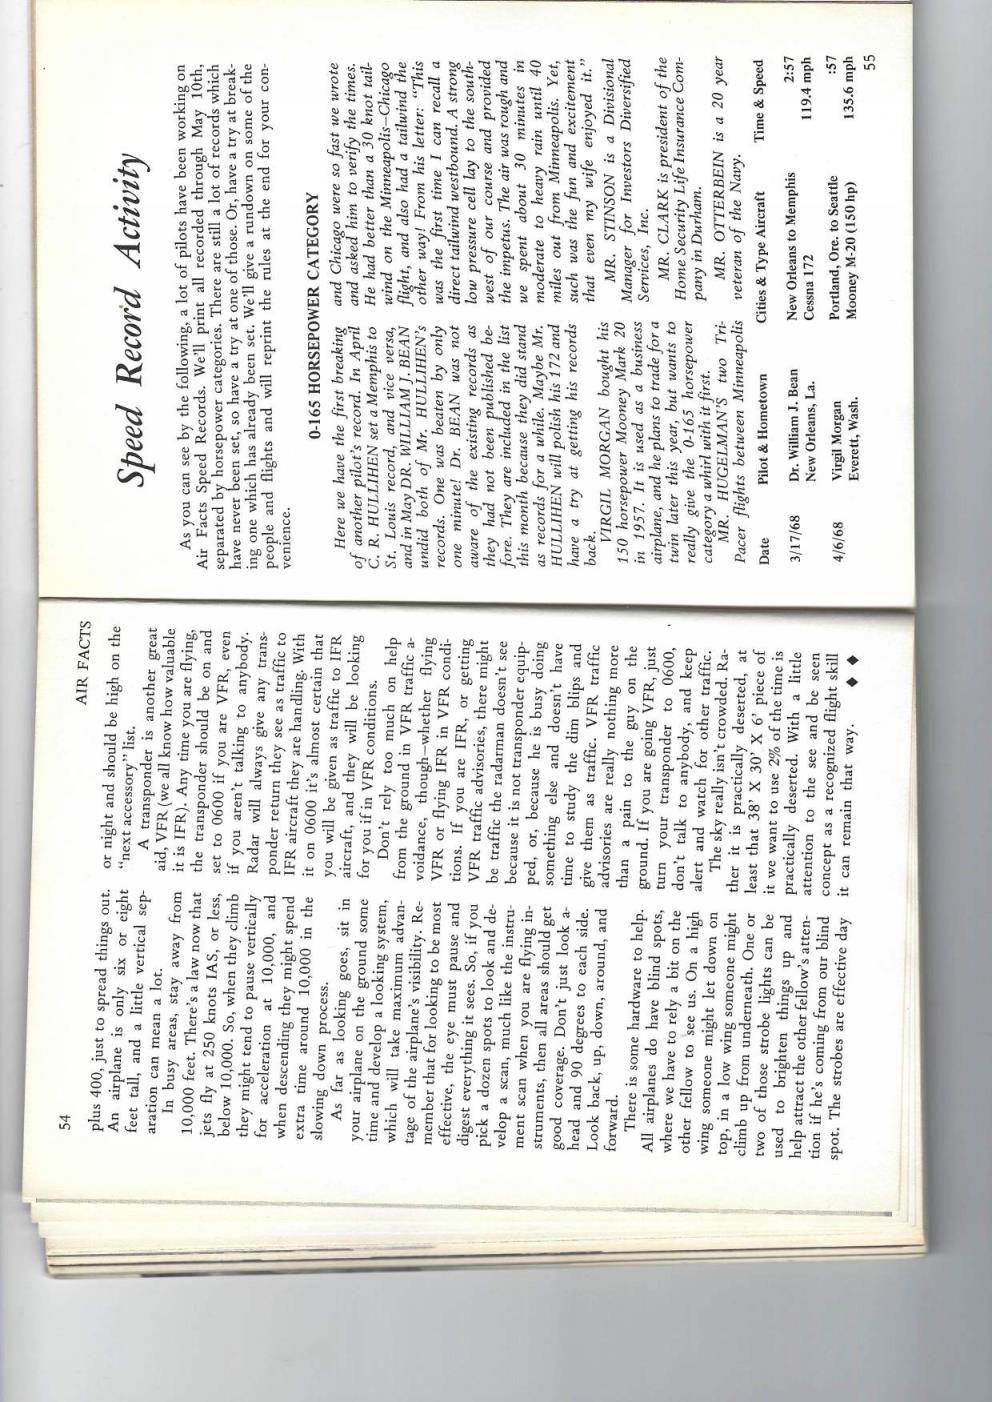 54
AIR FACTS
plus 400, just to spread things out.
An airplane is only six or eight
feet tall, and a little vertical sep-
aration can mean a lot.
In busy areas, stay away from
10,000 feet. There's a law now that
jets fly at 250 knots IAS, or less,
below 10,000. So, when they climb
they might tend to pause vertically
for acceleration at 10,000, and
when descending they might spend
extra time around 10,000 in the
slowing down process.
As far as looking goes, sit in
your airplane on the ground some
time and develop a looking system,
which will take maximum advan-
tage of the airplane's visibility. Re-
member that for looking to be most
effective, the eye must pause and
digest everything it sees. So, if you
pick a dozen spots to look and de-
velop a scan, much like the instru-
ment scan when you are flying in-
struments, then all areas should get
good coverage. Don't just look a-
head and 90 degrees to each side.
Look back, up, down, around, and
forward.
There is some hardware to help.
All airplanes do have blind spots,
where we have to rely a bit on the
other fellow to see us. On a high
wing someone might let down on
top, in a low wing someone might
climb up from underneath. One or
two of those strobe lights can be
used to brighten things up and
help attract the other fellow's atten-
tion if he's coming from our blind
spot. The strobes are effective day
or night and should be high on the
"next accessory" list.
A transponder is another great
aid, VFR (we all know how valuable
it is IFR). Any time you are flying,
the transponder should be on and
set to 0600 if you are VFR, even
if you aren't talking to anybody.
Radar will always give any trans-
ponder return they see as traffic to
IFR aircraft they are handling. With
it on 0600 it's almost certain that
you will be given as traffic to IFR
aircraft, and they will be looking
for you if in VFR conditions.
Don't rely too much on help
from the ground in VFR traffic a-
voidance, though—whether flying
VFR or flying IFR in VFR condi-
tions. If you are IFR, or getting
VFR traffic advisories, there might
be traffic the radarman doesn't see
because it is not transponder equip-
ped, or, because he is busy doing
something else and doesn't have
time to study the dim blips and
give them as traffic. VFR traffic
advisories are really nothing more
than a pain to the guy on the
ground. If you are going VFR, just
turn your transponder to 0600,
don't talk to anybody, and keep
alert and watch for other traffic.
The sky really isn't crowded. Ra-
ther it is practically deserted, at
least that 38' X 30' X 6' piece of
it we want to use 2% of the time is
practically deserted. With a little
attention to the see and be seen
concept as a recognized flight skill
it can remain that way. ◆ ◆
Speed Record Activity
As you can see by the following, a lot of pilots have been working on
Air Facts Speed Records. We'll print all recorded through May 10th,
separated by horsepower categories. There are still a lot of records which
have never been set, so have a try at one of those. Or, have a try at break-
ing one which has already been set. We'll give a rundown on some of the
people and flights and will reprint the rules at the end for your con-
venience.
0-165 HORSEPOWER CATEGORY
Here we have the first breaking
of another pilot's record. In April
C. R. HULLIHEN set a Memphis to
St. Louis record, and vice versa,
and in May DR. WILLIAM J. BEAN
undid both of Mr. HULLIHEN'S
records. One was beaten by only
one minute! Dr. BEAN was not
aware of the existing records as
they had not been published be-
fore. They are included in the list
this month because they did stand
as records for a while. Maybe Mr.
HULLIHEN will polish his 172 and
have a try at getting his records
back.
VIRGIL MORGAN bought his
150 horsepower Mooney Mark 20
in 1957. It is used as a business
airplane, and he plans to trade for a
twin later this year, but wants to
really give the 0-165 horsepower
category a whirl with it first.
MR. HUGELMAN'S two Tri-
Pacer flights between Minneapolis
and Chicago were so fast we wrote
and asked him to verify the times.
He had better than a 30 knot tail-
wind on the Minneapolis-Chicago
flight, and also had a tailwind the
other way! From his letter: "This
was the first time I can recall a
direct tailwind westbound. A strong
low pressure cell lay to the south-
west of our course and provided
the impetus. The air was rough and
we spent about 30 minutes in
moderate to heavy rain until 40
miles out from Minneapolis. Yet,
such was the fun and excitement
that even my wife enjoyed it."
MR. STINSON is a Divisional
Manager for Investors Diversified
Services, Inc.
MR. CLARK is president of the
Home Security Life Insurance Com-
pany in Durham.
MR. OTTERBEIN is a 20 year
veteran of the Navy.
Date Pilot & Hometown Cities & Type Aircraft Time & Speed
3/17/68 Dr. William J. Bean New Orleans to Memphis 2:57
New Orleans, La. Cessna 172 119.4 mph
4/6/68 Virgil Morgan Portland, Ore. to Seattle :57
Everett, Wash. Mooney M-20 (150 hp) 135.6 mph
55